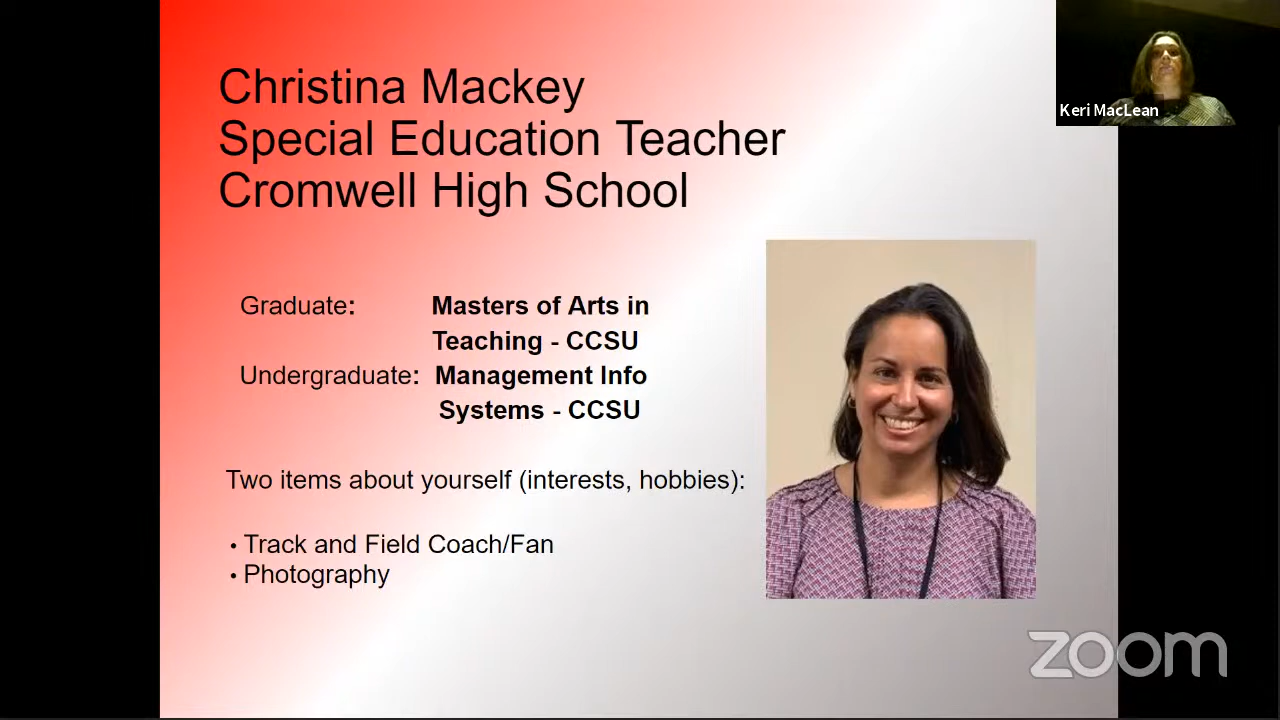 Christina Mackey
Special Education Teacher
Cromwell High School
Keri MacLean
Graduate: Masters of Arts in
Teaching - CCSU
Undergraduate: Management Info
Systems - CCSU
Two items about yourself (interests, hobbies):
• Track and Field Coach/Fan
• Photography
zoom